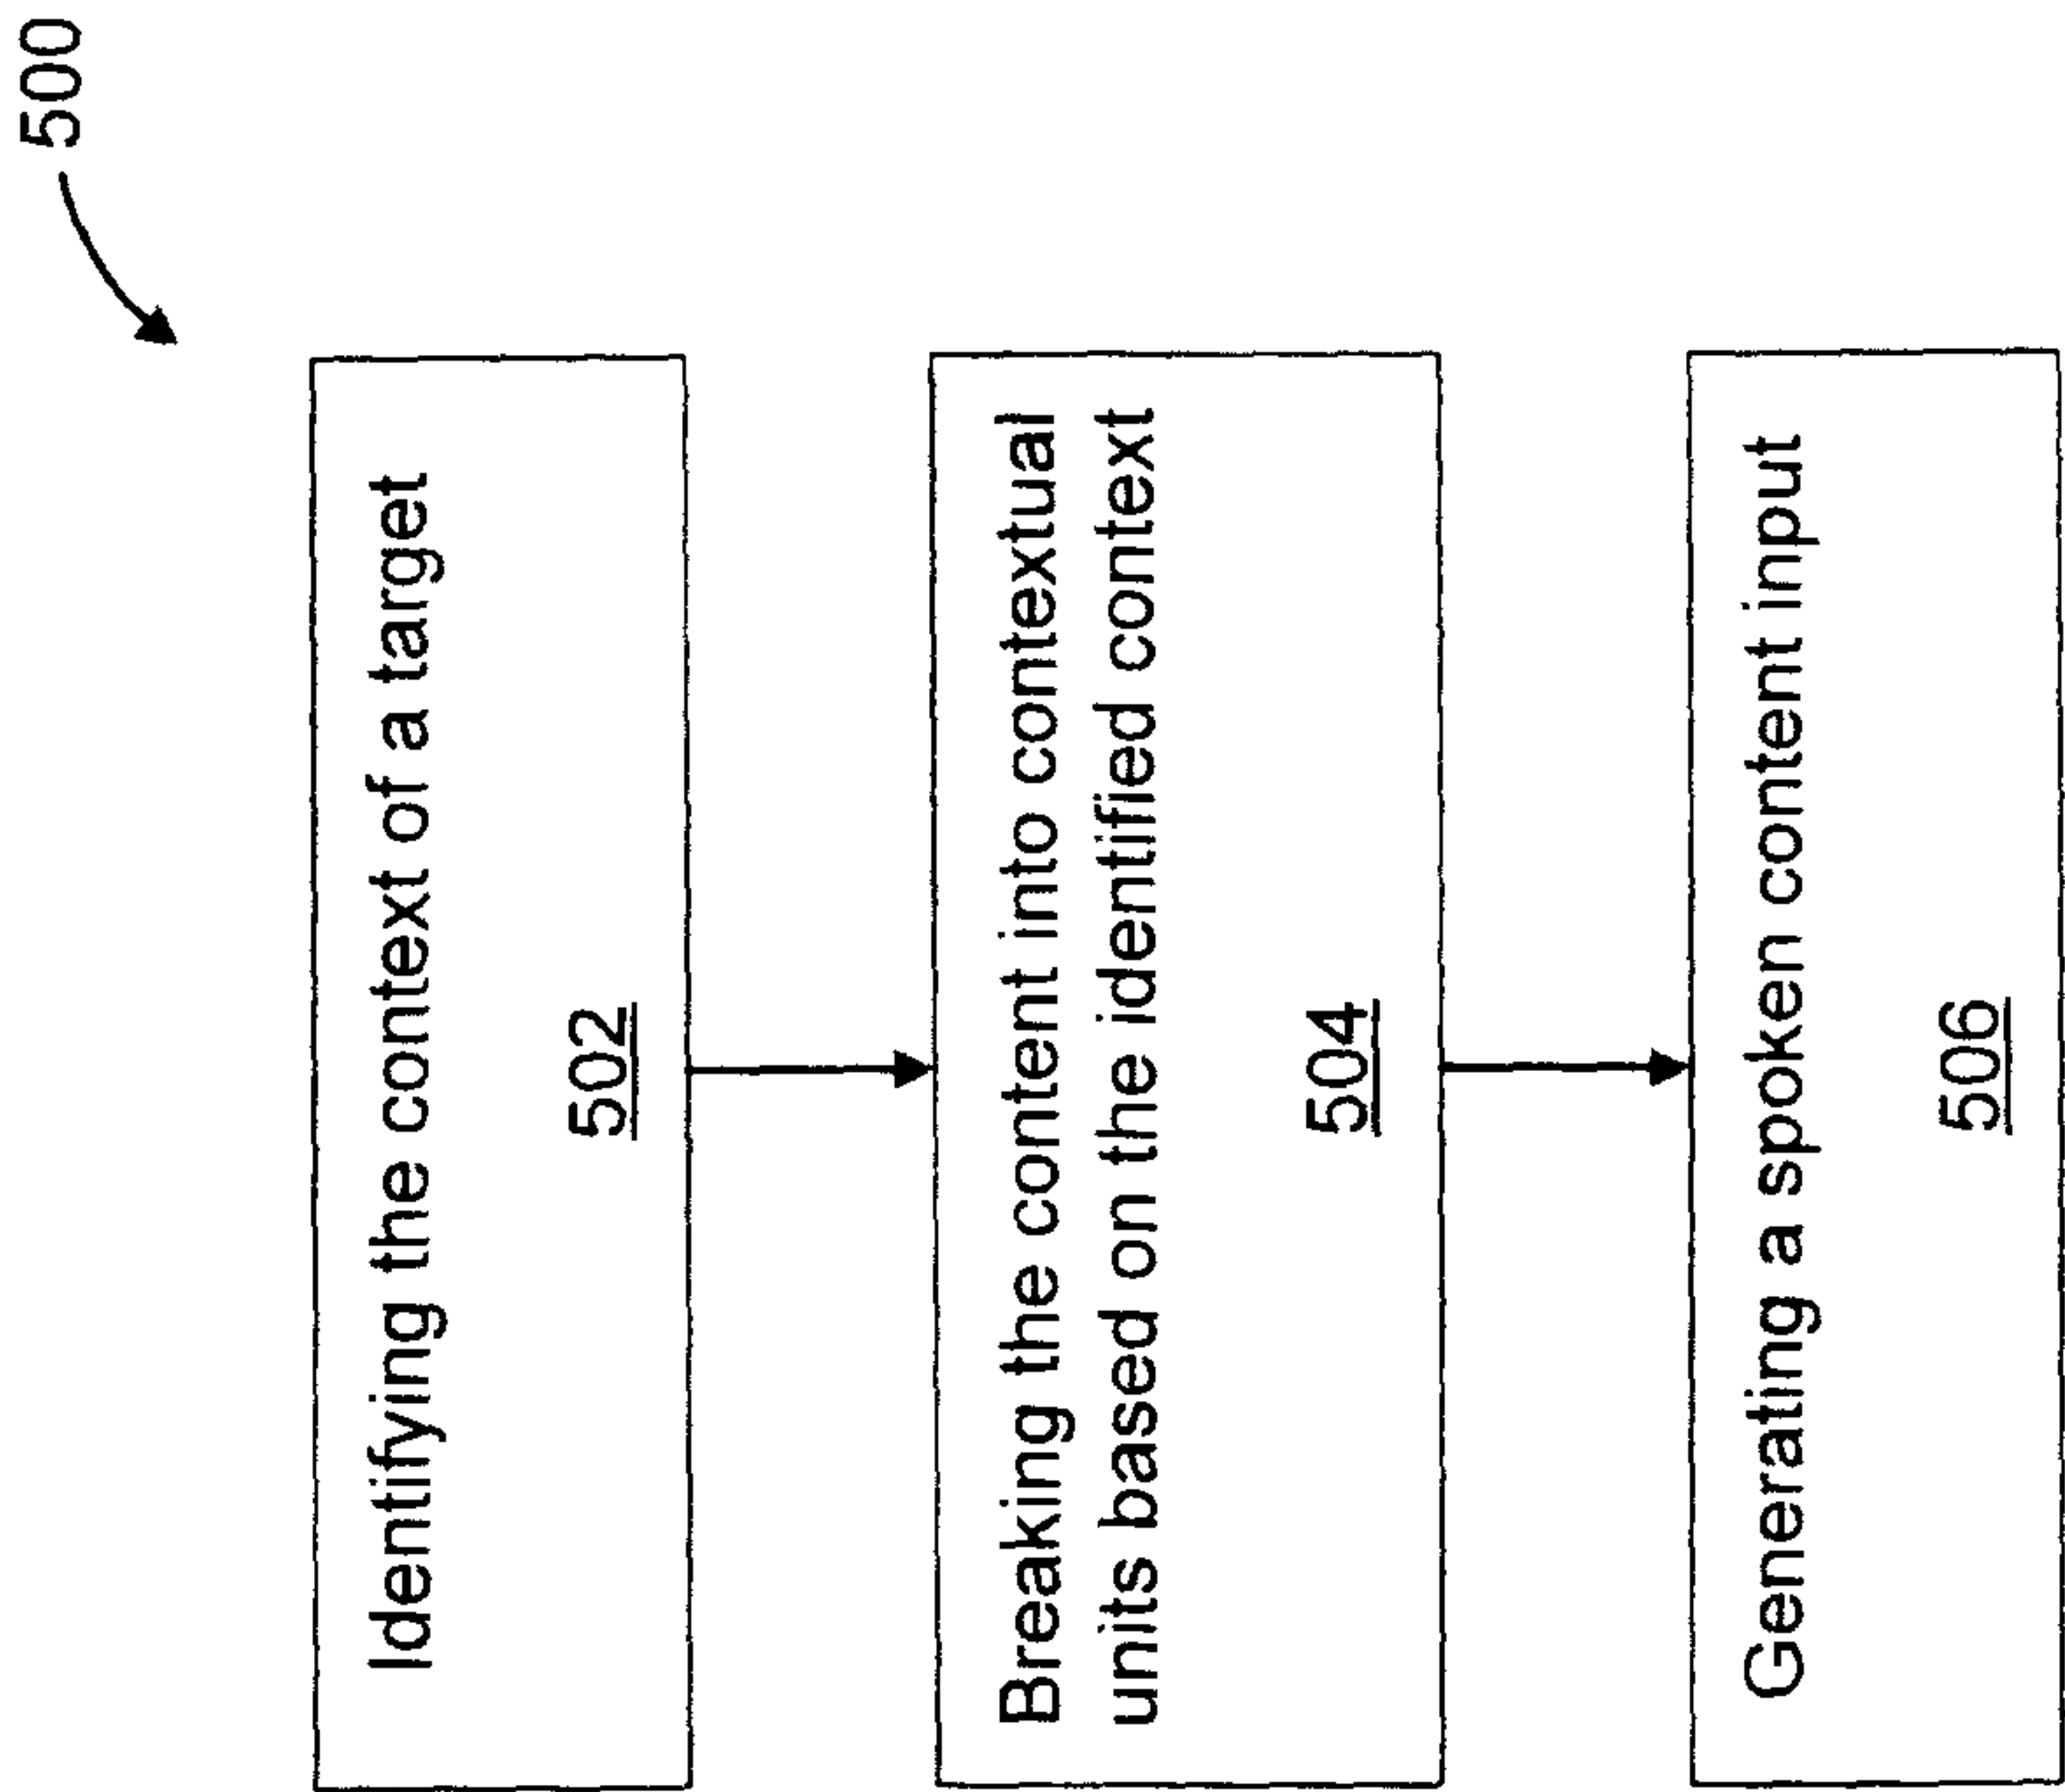 500
Identifying the context of a target
502
Breaking the content into contextual
units based on the identified context
504
Generating a spoken content input
506